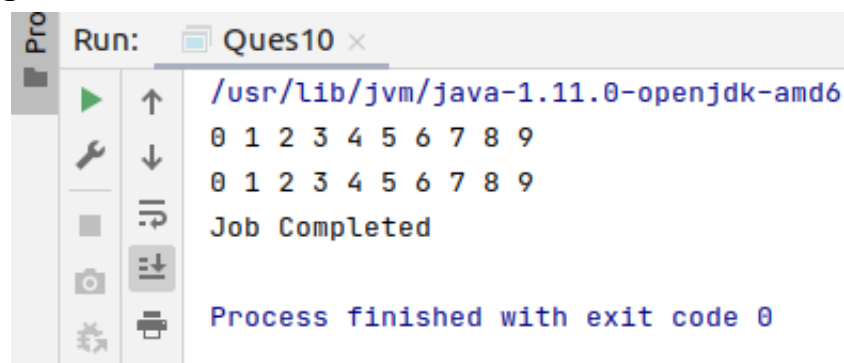 Pro
Run: Ques10 ×
/usr/lib/jvm/java-1.11.0-openjdk-amd6
0 1 2 3 4 5 6 7 8 9
0 1 2 3 4 5 6 7 8 9
Job Completed
Process finished with exit code 0